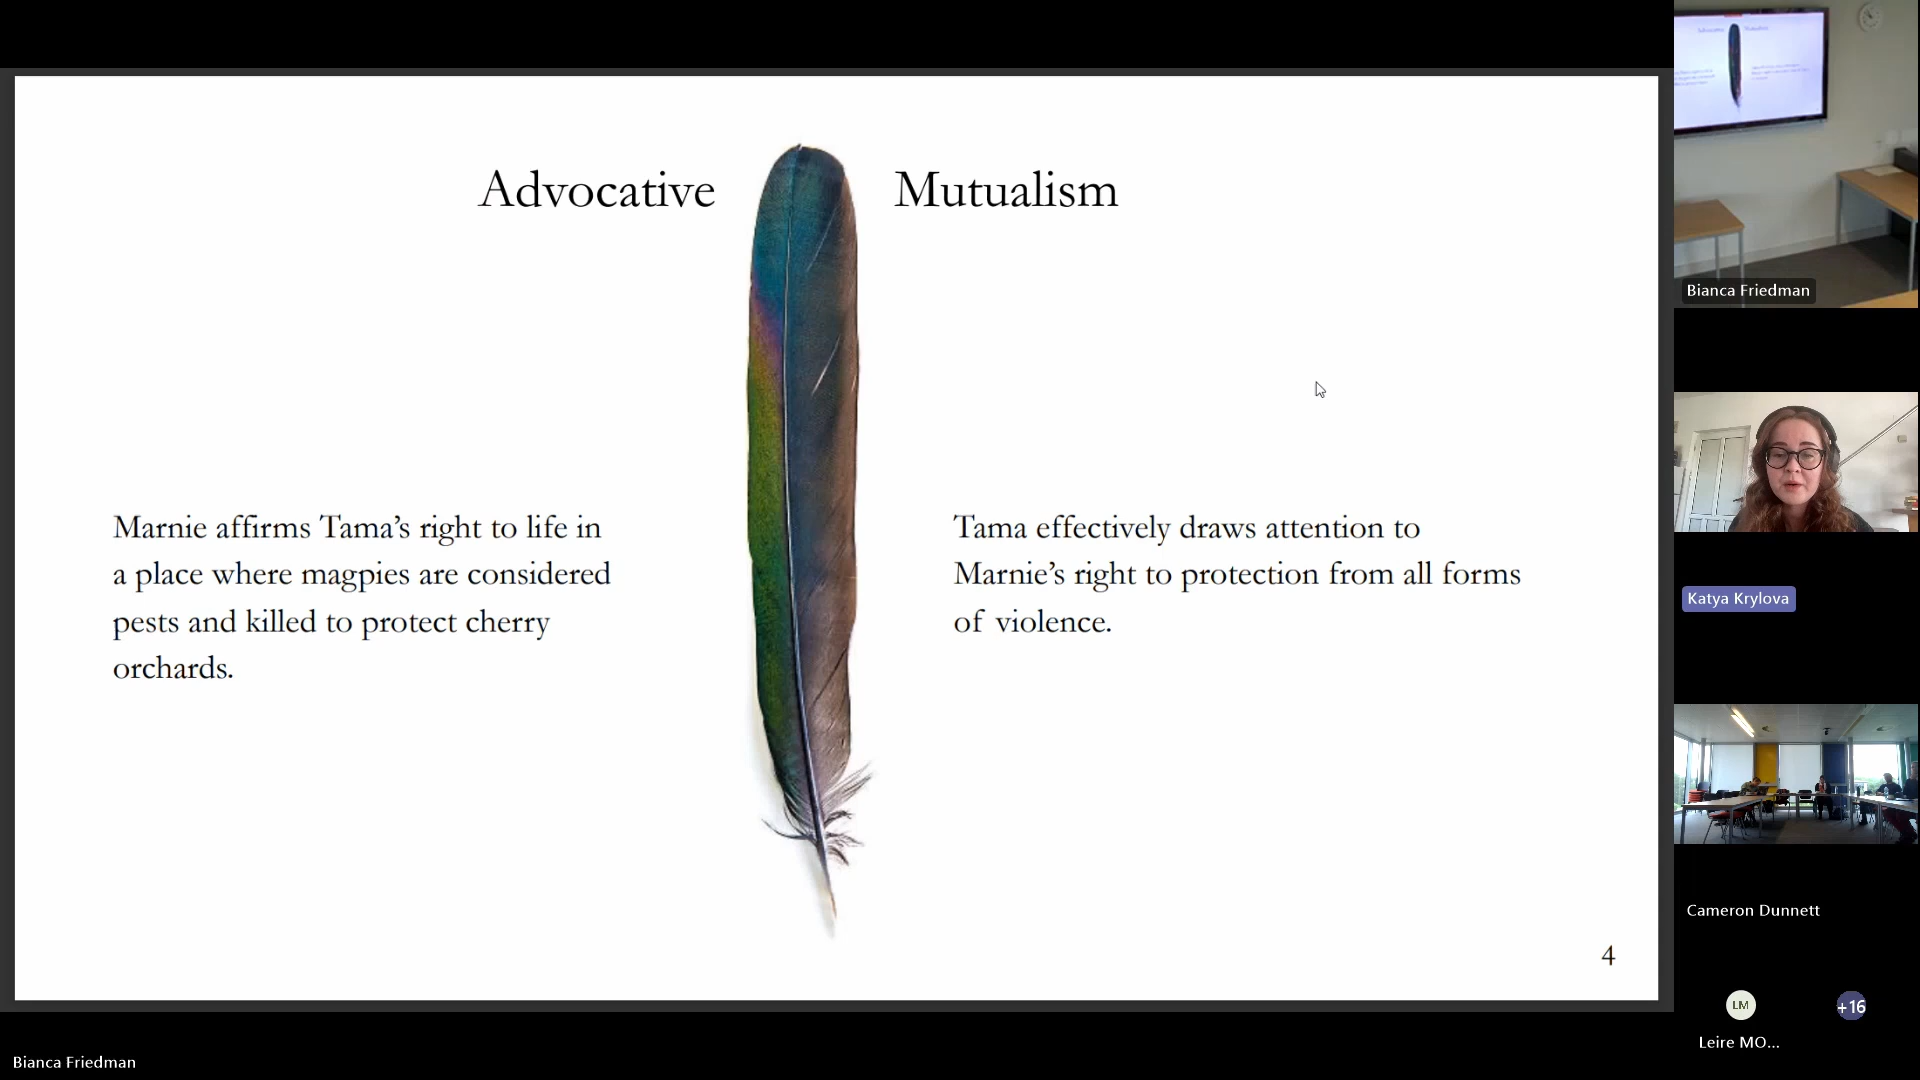 Advocative Mutualism
Marnie affirms Tama's right to life in
a place where magpies are considered
pests and killed to protect cherry
orchards.
Tama effectively draws attention to
Marnie's right to protection from all forms
of violence.
4
Bianca Friedman
Bianca Friedman
Katya Krylova
Cameron Dunnett
LM
+16
Leire MO...